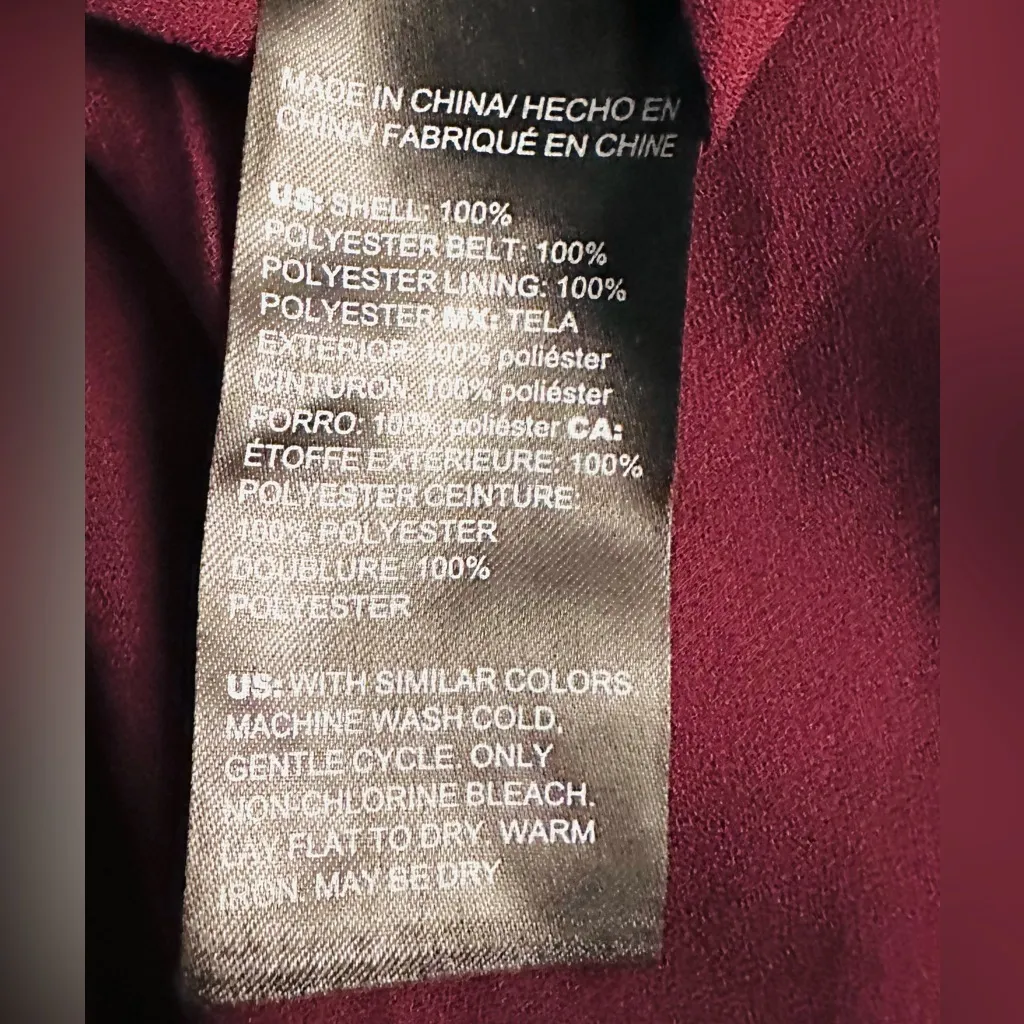 MADE IN CHINA/ HECHO EN
CHINA/ FABRIQUÉ EN CHINE
US: SHELL: 100%
POLYESTER BELT: 100%
POLYESTER LINING: 100%
POLYESTER MX: TELA
EXTERIOR: 100% poliéster
CINTURON: 100% poliéster
FORRO: 100% poliéster CA:
ÉTOFFE EXTÉRIEURE: 100%
POLYESTER CEINTURE:
100% POLYESTER
DOUBLURE: 100%
POLYESTER
US: WITH SIMILAR COLORS
MACHINE WASH COLD,
GENTLE CYCLE. ONLY
NON-CHLORINE BLEACH.
LAY FLAT TO DRY. WARM
IRON. MAY BE DRY